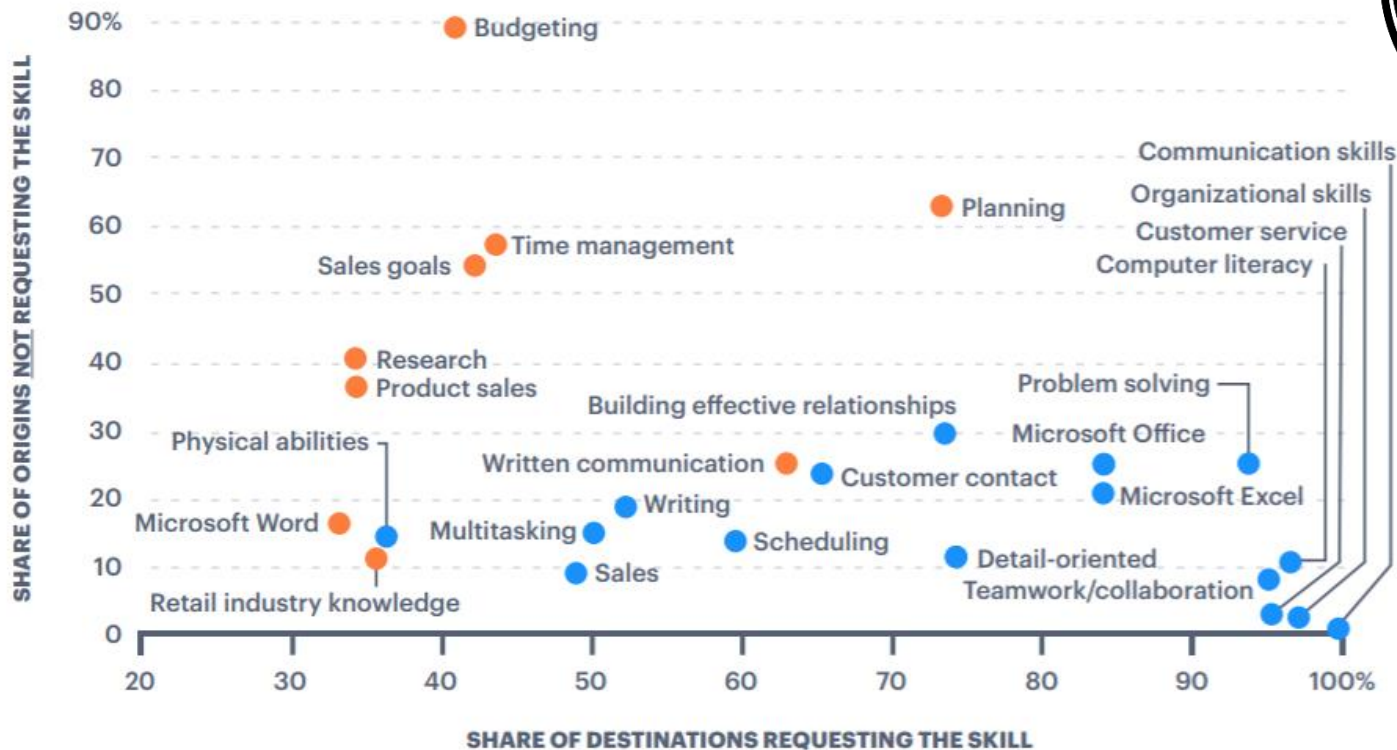 SHARE OF ORIGINS NOT REQUESTING THE SKILL
90%
80
70
60
50
40
30
20
10
0
Budgeting
Communication skills
Organizational skills
Planning
Customer service
Time management
Computer literacy
Sales goals
Research
Problem solving
Product sales
Building effective relationships
Microsoft Office
Physical abilities
Written communication
Customer contact
Microsoft Excel
Writing
Microsoft Word
Multitasking
Scheduling
Detail-oriented
Sales
Teamwork/collaboration
Retail industry knowledge
20 30 40 50 60 70 80 90 100%
SHARE OF DESTINATIONS REQUESTING THE SKILL